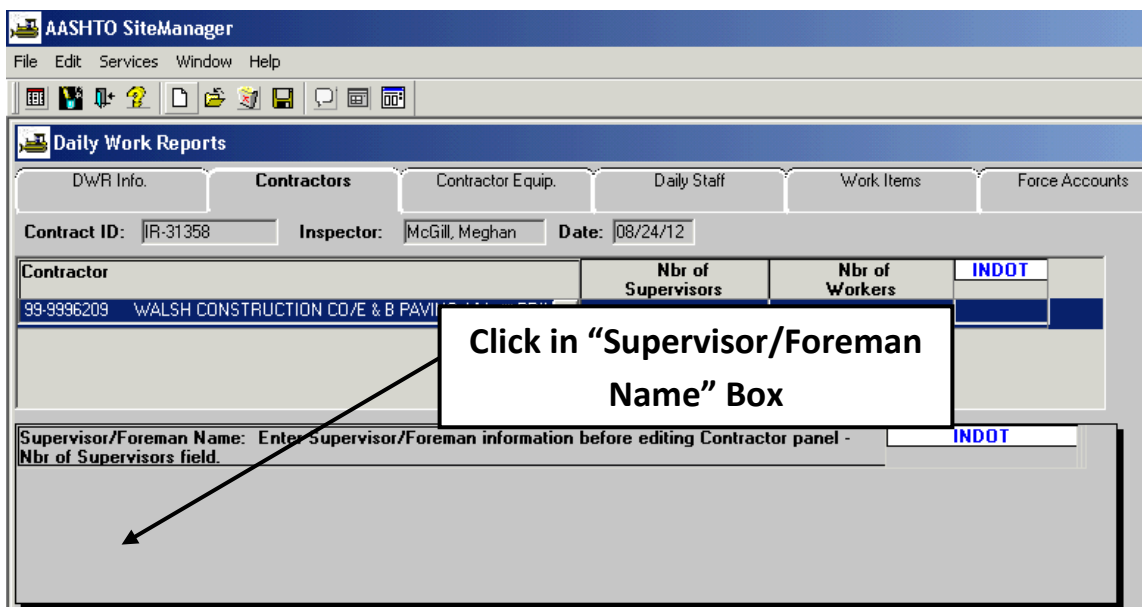 AASHTO SiteManager
File Edit Services Window Help
Daily Work Reports
DWR Info. Contractors Contractor Equip. Daily Staff Work Items Force Accounts
Contract ID: IR-31358 Inspector: McGill, Meghan Date: 08/24/12
Contractor Nbr of Supervisors Nbr of Workers INDOT
99-9996209 WALSH CONSTRUCTION CO/E & B
Click in “Supervisor/Foreman
Name” Box
Supervisor/Foreman Name: Enter Supervisor/Foreman information before editing Contractor panel - INDOT
Nbr of Supervisors field.